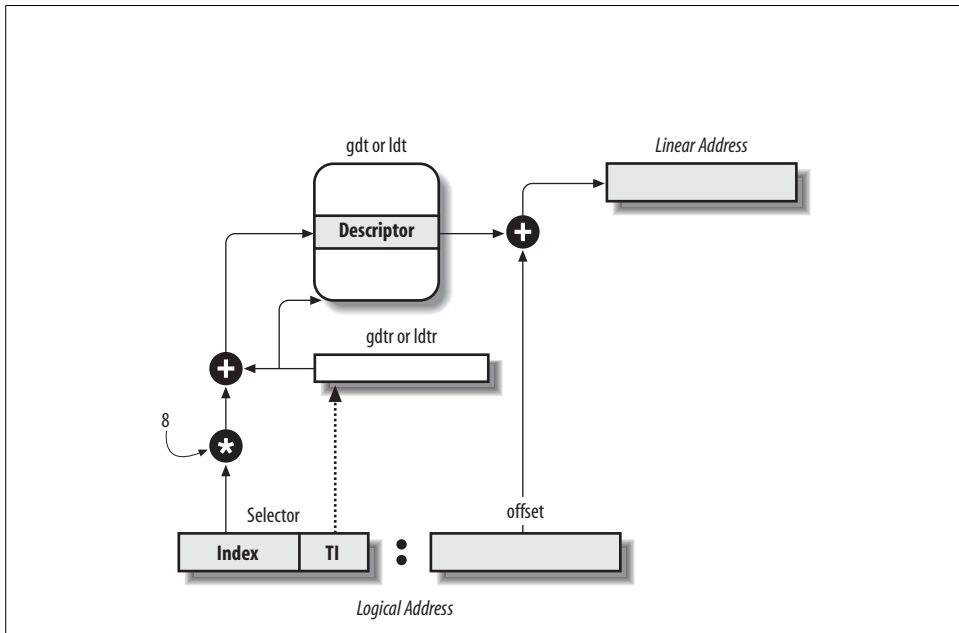 gdt or ldt
Linear Address
Descriptor
+
gdtr or ldtr
+
8
*
Selector
offset
Index
TI
:
Logical Address